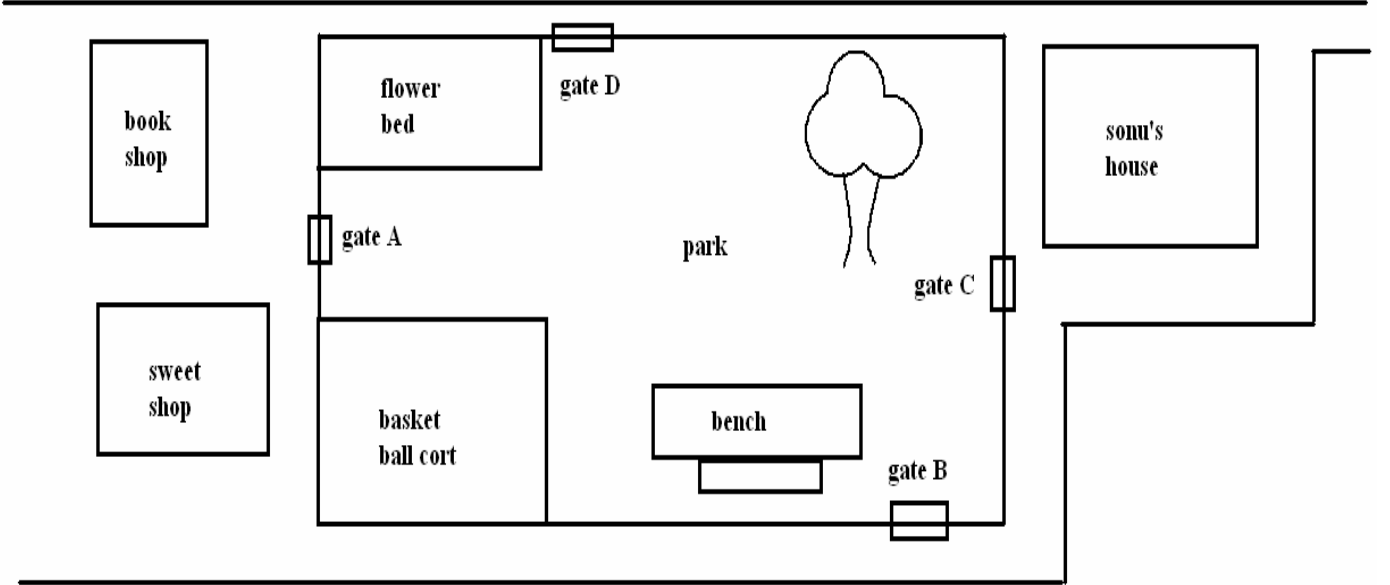 gate D
flower
bed
book
shop
sonu's
house
gate A
park
gate C
sweet
shop
basket
ball cort
bench
gate B